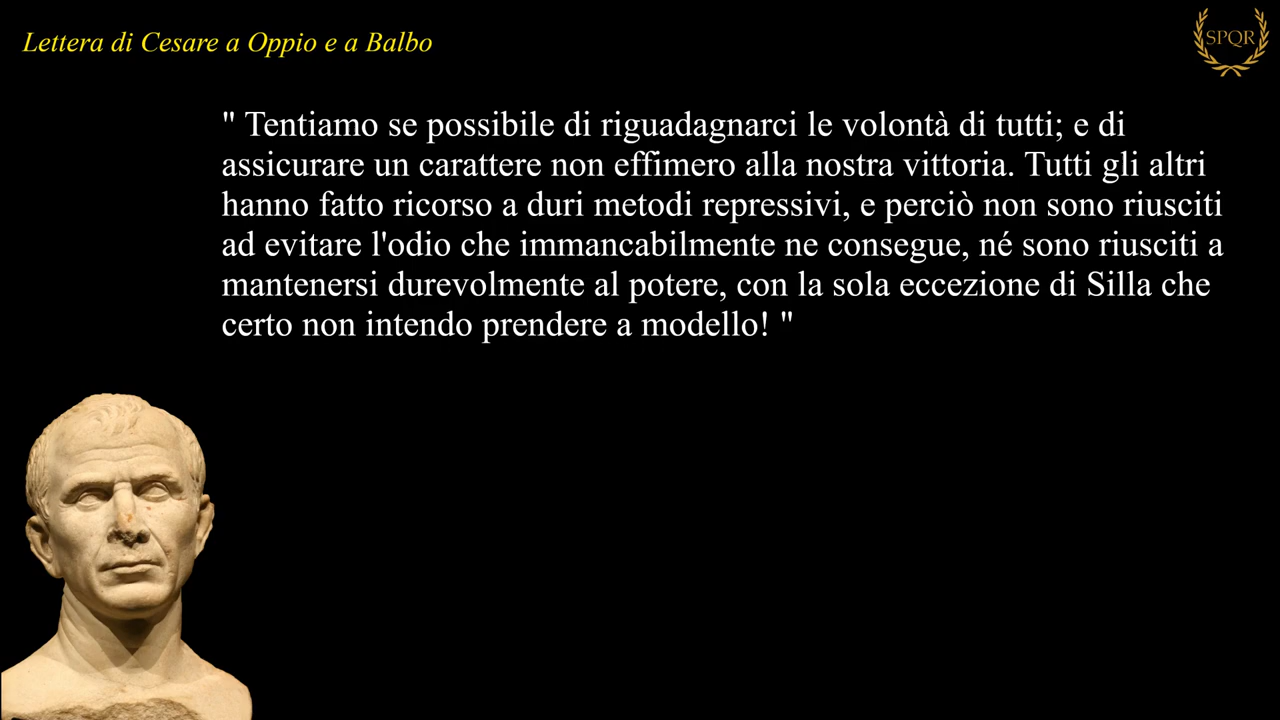 Lettera di Cesare a Oppio e a Balbo
SPQR
" Tentiamo se possibile di riguadagnarci le volontà di tutti; e di
assicurare un carattere non effimero alla nostra vittoria. Tutti gli altri
hanno fatto ricorso a duri metodi repressivi, e perciò non sono riusciti
ad evitare l'odio che immancabilmente ne consegue, né sono riusciti a
mantenersi durevolmente al potere, con la sola eccezione di Silla che
certo non intendo prendere a modello! "